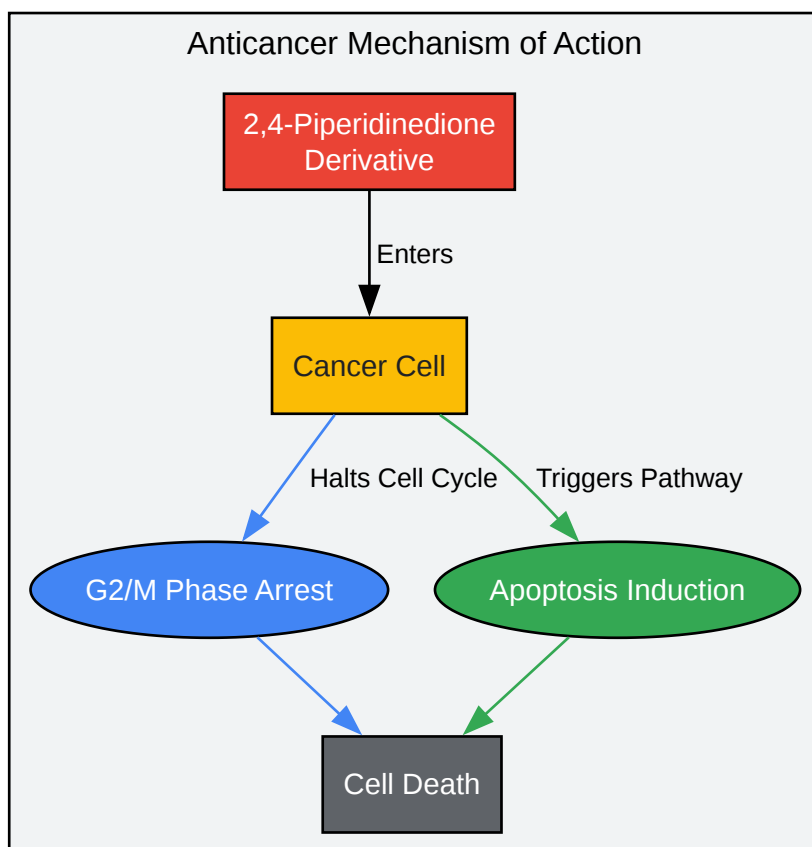 Anticancer Mechanism of Action
2,4-Piperidinedione
Derivative
Enters
Cancer Cell
Halts Cell Cycle
Triggers Pathway
G2/M Phase Arrest
Apoptosis Induction
Cell Death